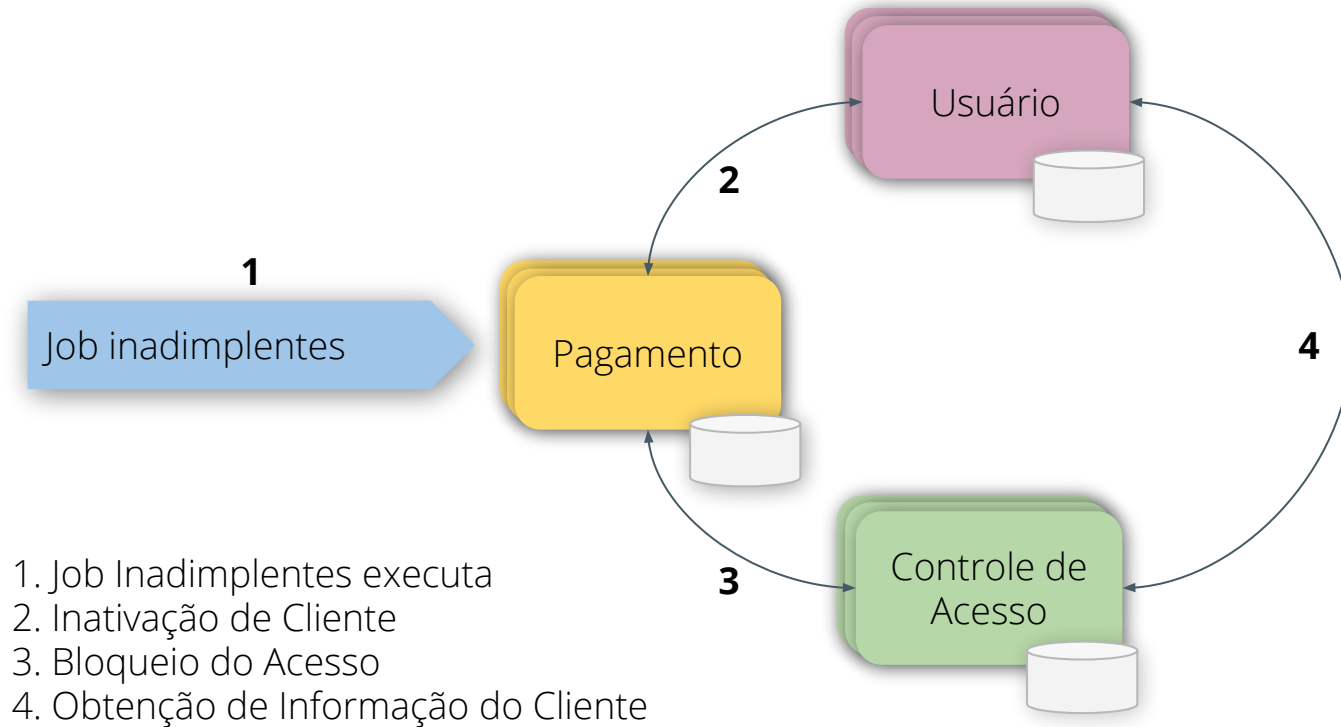 Usuário
2
1
Job inadimplentes
Pagamento
4
3
Controle de
Acesso
1. Job Inadimplentes executa
2. Inativação de Cliente
3. Bloqueio do Acesso
4. Obtenção de Informação do Cliente